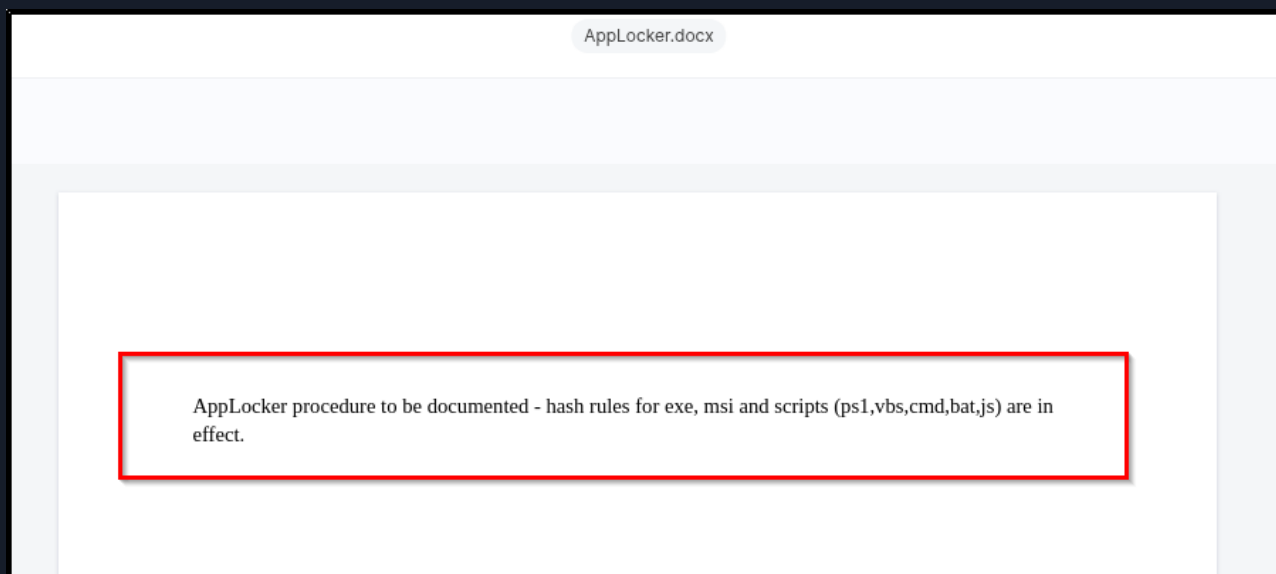 AppLocker.docx
AppLocker procedure to be documented - hash rules for exe, msi and scripts (ps1,vbs,cmd,bat,js) are in
effect.